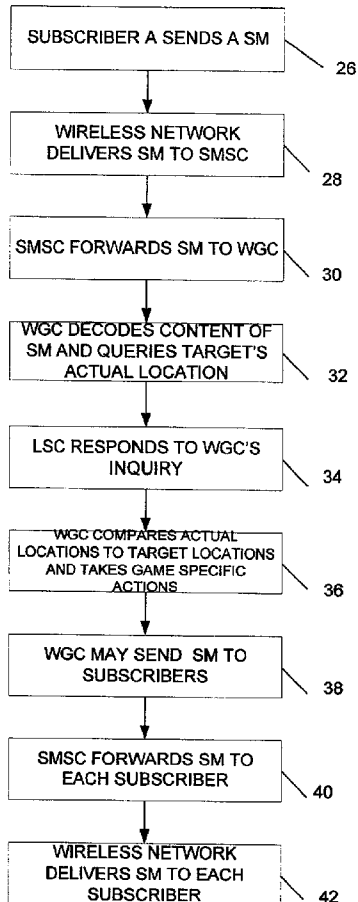 SUBSCRIBER A SENDS A SM
26
WIRELESS NETWORK
DELIVERS SM TO SMSC
28
SMSC FORWARDS SM TO WGC
30
WGC DECODES CONTENT OF
SM AND QUERIES TARGET'S
ACTUAL LOCATION
32
LSC RESPONDS TO WGC'S
INQUIRY
34
WGC COMPARES ACTUAL
LOCATIONS TO TARGET LOCATIONS
AND TAKES GAME SPECIFIC
ACTIONS
36
WGC MAY SEND SM TO
SUBSCRIBERS
38
SMSC FORWARDS SM TO
EACH SUBSCRIBER
40
WIRELESS NETWORK
DELIVERS SM TO EACH
SUBSCRIBER
42